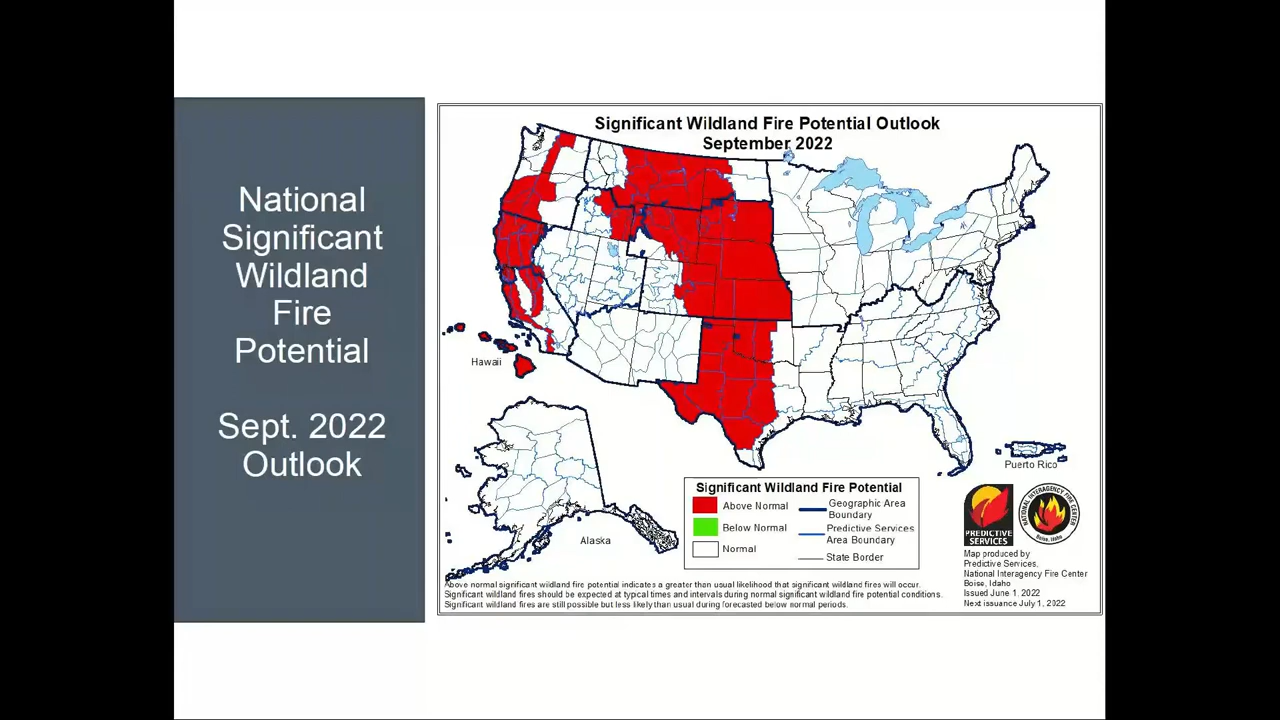 National
Significant
Wildland
Fire
Potential
Sept. 2022
Outlook
Significant Wildland Fire Potential Outlook
September 2022
Hawaii
Alaska
Puerto Rico
Significant Wildland Fire Potential
Above Normal
Below Normal
Normal
Geographic Area
Boundary
Predictive Services
Area Boundary
State Border
PREDICTIVE
SERVICES
NATIONAL INTERAGENCY FIRE CENTER
Boise, Idaho
Map produced by
Predictive Services,
National Interagency Fire Center
Boise, Idaho
Issued June 1, 2022
Next issuance July 1, 2022
Above normal significant wildland fire potential indicates a greater than usual likelihood that significant wildland fires will occur.
Significant wildland fires should be expected at typical times and intervals during normal significant wildland fire potential conditions.
Significant wildland fires are still possible but less likely than usual during forecasted below normal periods.